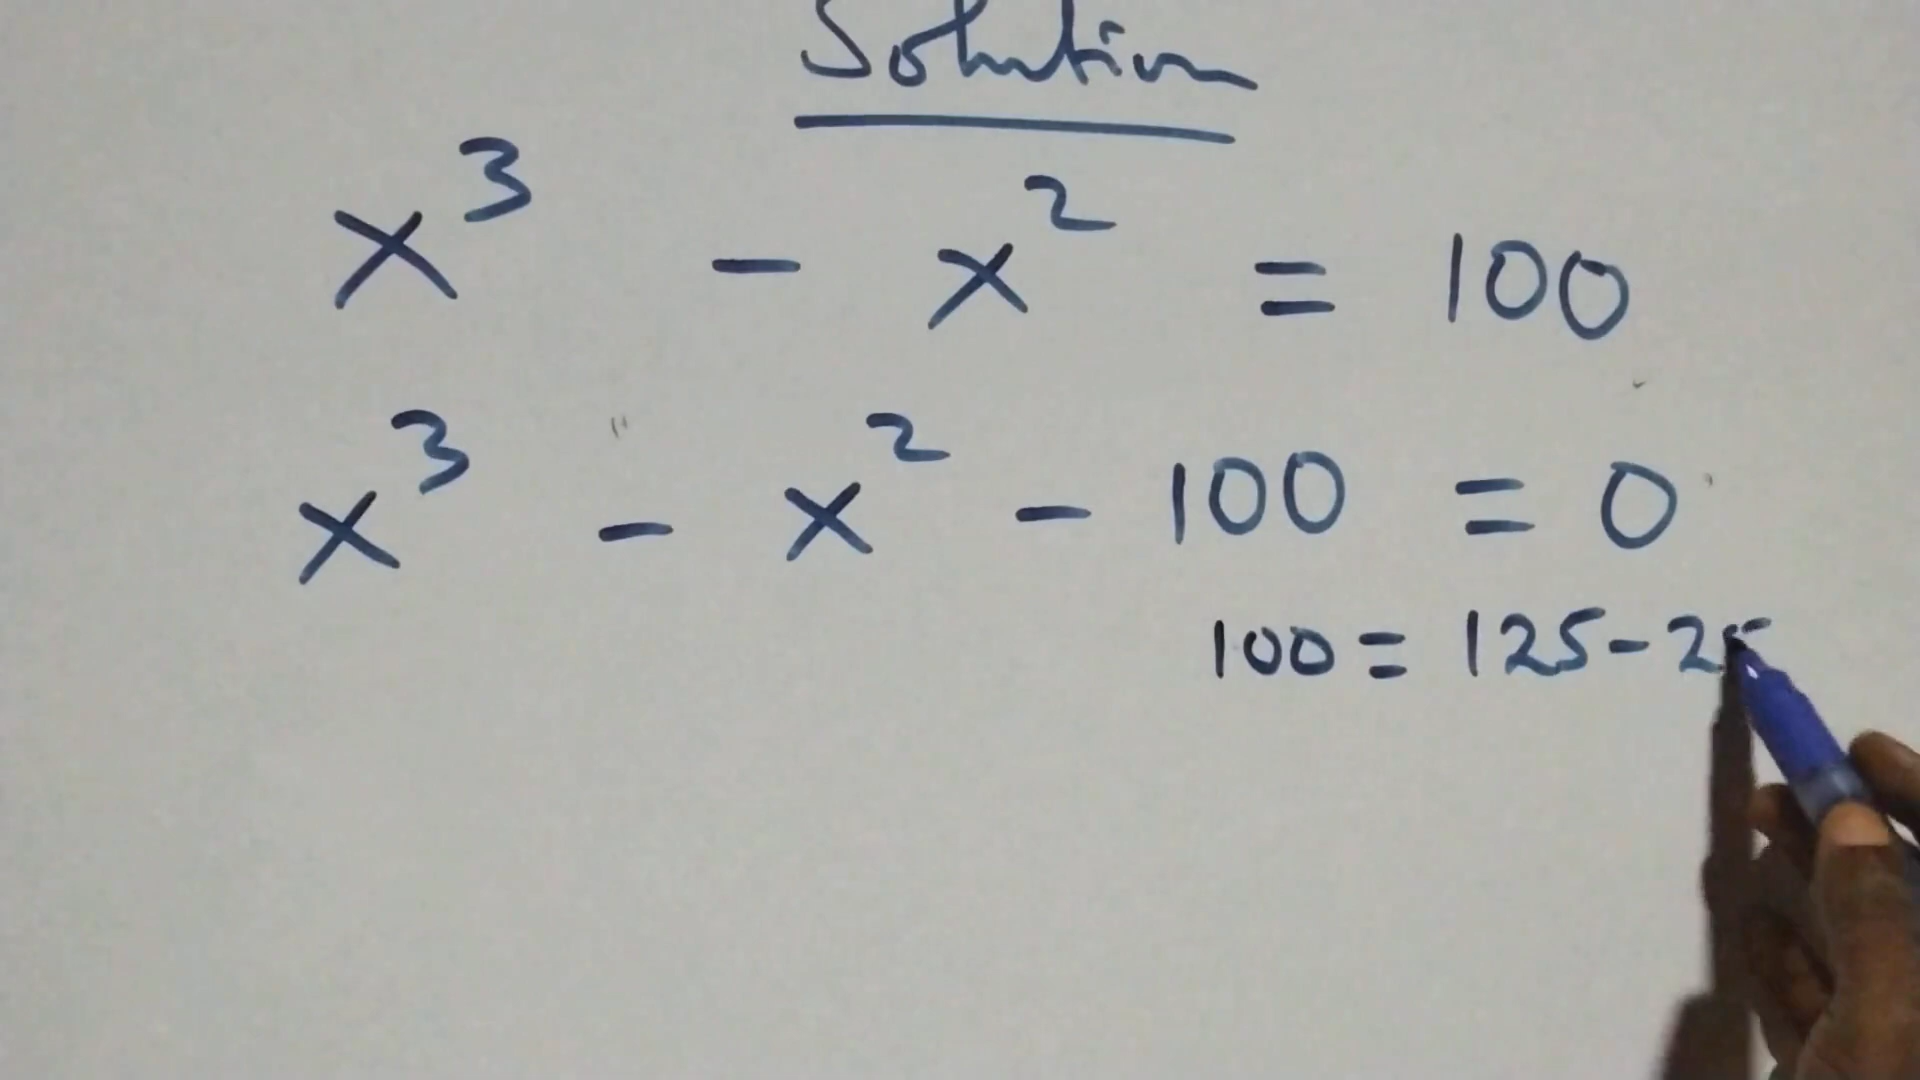 Solution
x³ - x² = 100
x³ - x² - 100 = 0
100 = 125 - 25